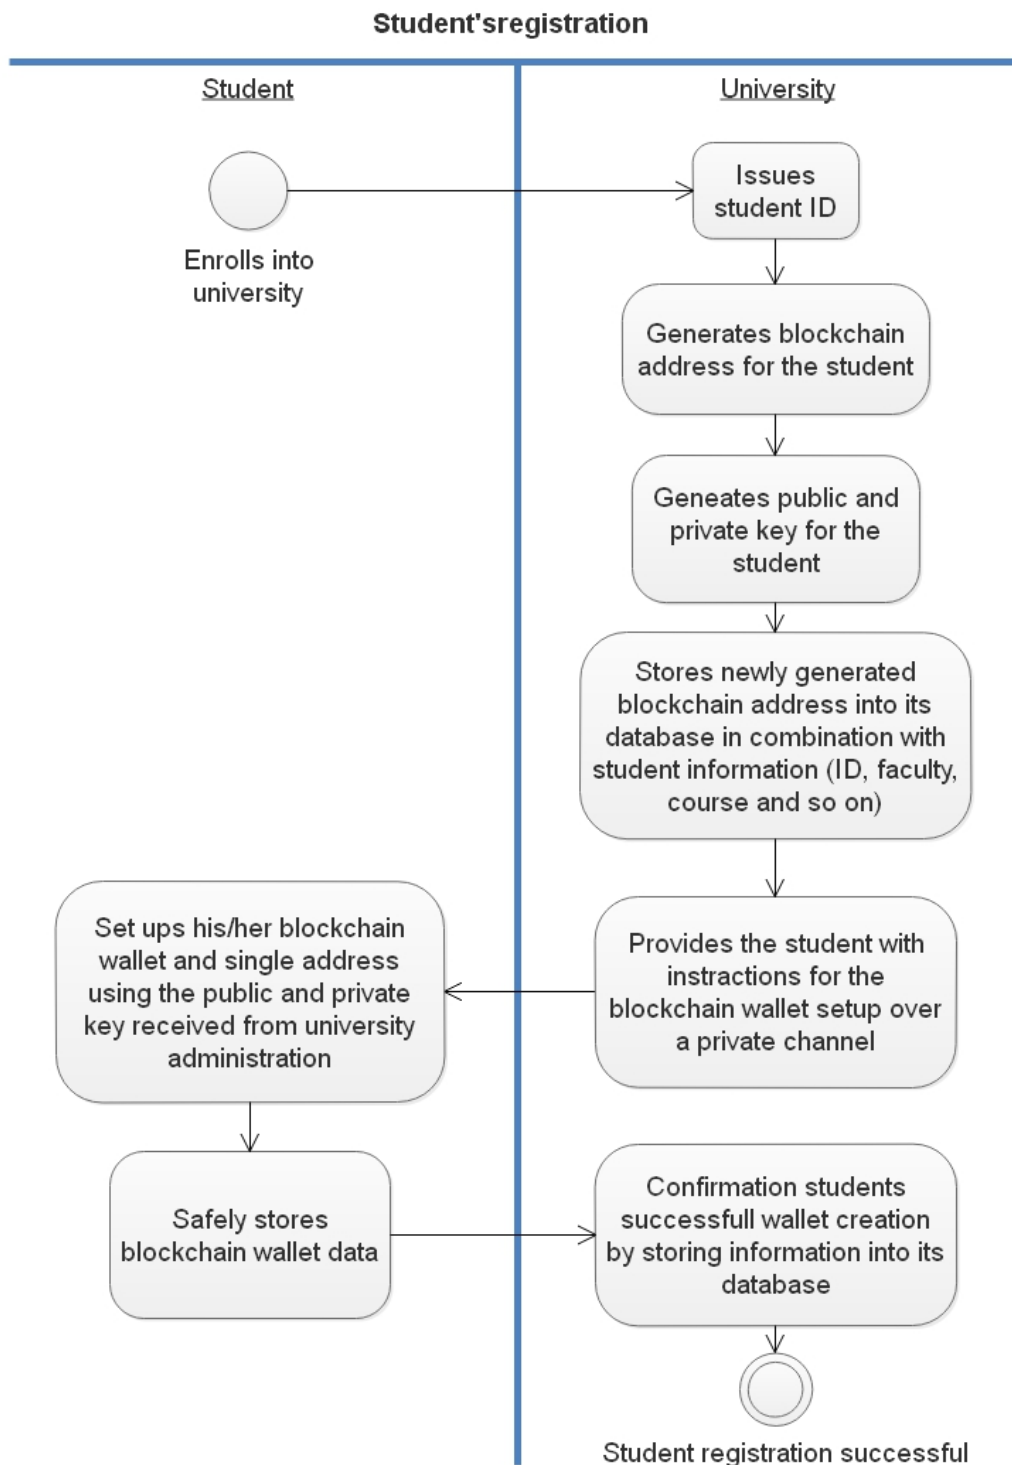 Student'sregistration
Student
University
Enrolls into
university
Issues
student ID
Generates blockchain
address for the student
Geneates public and
private key for the
student
Stores newly generated
blockchain address into its
database in combination with
student information (ID, faculty,
course and so on)
Provides the student with
instractions for the
blockchain wallet setup over
a private channel
Set ups his/her blockchain
wallet and single address
using the public and private
key received from university
administration
Safely stores
blockchain wallet data
Confirmation students
successfull wallet creation
by storing information into its
database
Student registration successful